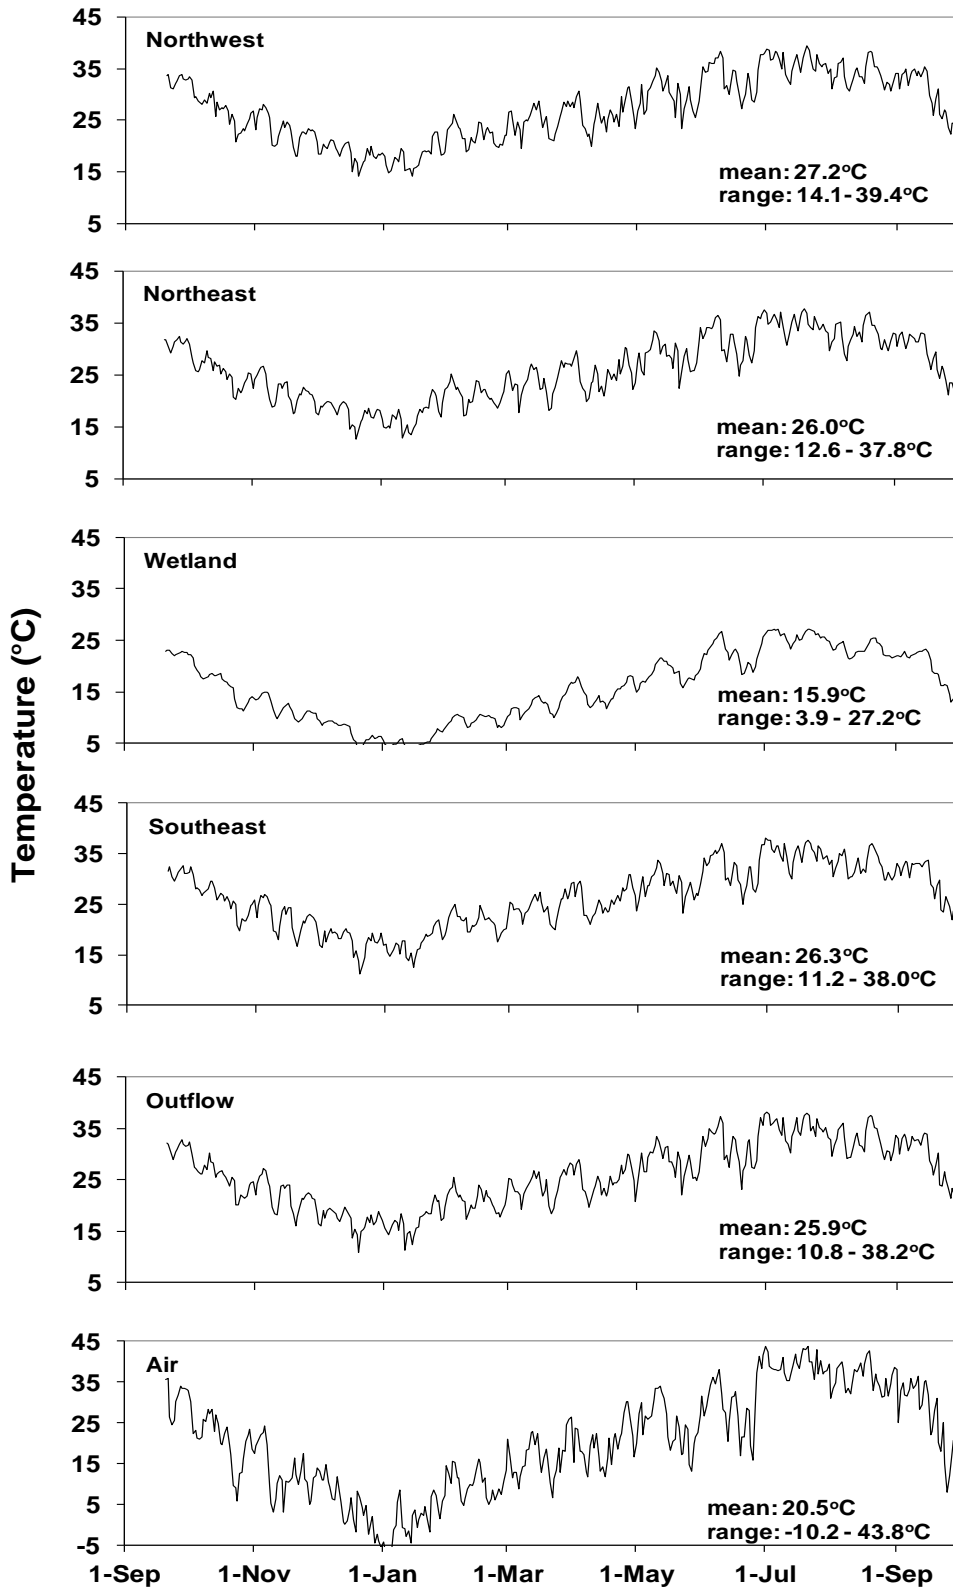 Temperature (°C)
45
35
25
15
5
Northwest
mean: 27.2°C
range: 14.1- 39.4°C
45
35
25
15
5
Northeast
mean: 26.0°C
range: 12.6 - 37.8°C
45
35
25
15
5
Wetland
mean: 15.9°C
range: 3.9 - 27.2°C
45
35
25
15
5
Southeast
mean: 26.3°C
range: 11.2 - 38.0°C
45
35
25
15
5
Outflow
mean: 25.9°C
range: 10.8 - 38.2°C
45
35
25
15
5
-5
Air
mean: 20.5°C
range: -10.2 - 43.8°C
1-Sep 1-Nov 1-Jan 1-Mar 1-May 1-Jul 1-Sep